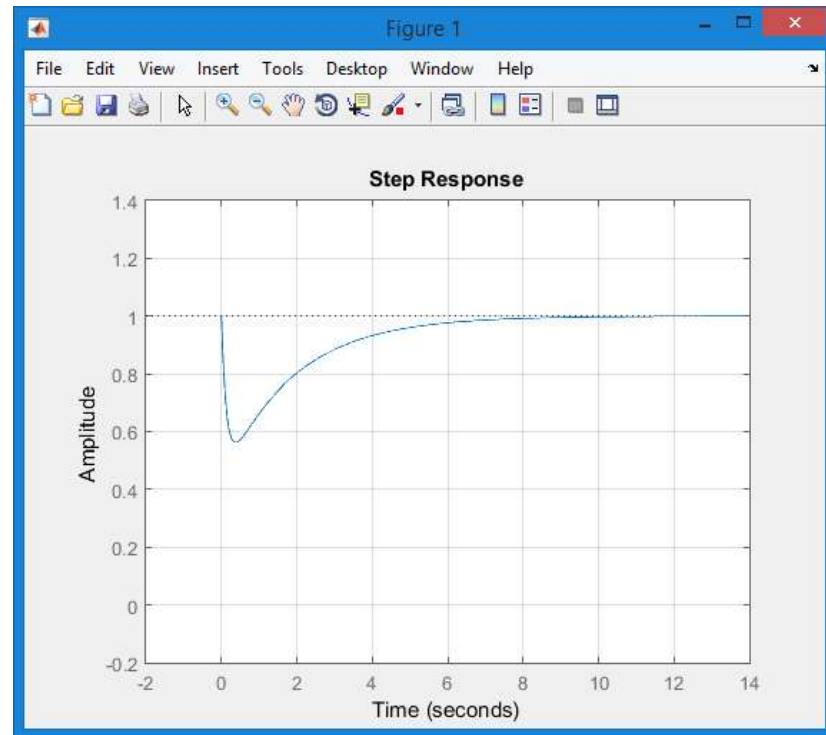 Figure 1
File Edit View Insert Tools Desktop Window Help
Step Response
1.4
1.2
1
0.8
0.6
0.4
0.2
0
-0.2
Amplitude
-2 0 2 4 6 8 10 12 14
Time (seconds)